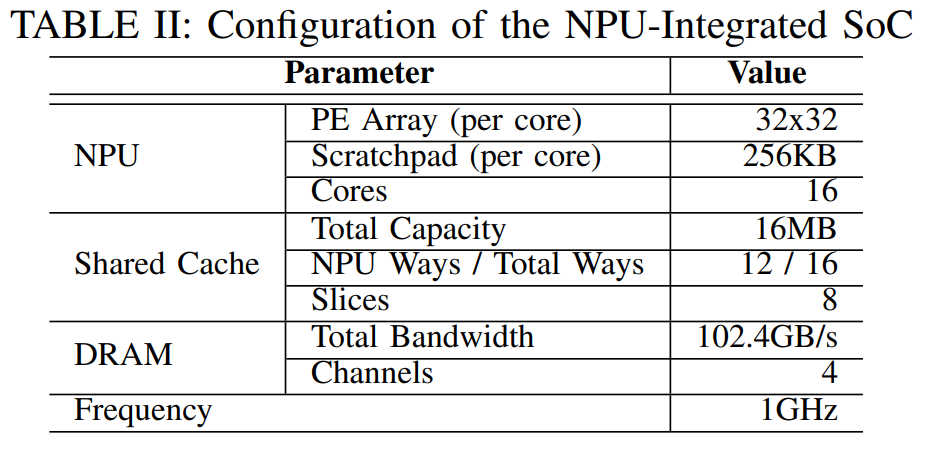 TABLE II: Configuration of the NPU-Integrated SoC
Parameter Value
PE Array (per core) 32x32
NPU Scratchpad (per core) 256KB
Cores 16
Total Capacity 16MB
Shared Cache NPU Ways / Total Ways 12 / 16
Slices 8
DRAM Total Bandwidth 102.4GB/s
Channels 4
Frequency 1GHz